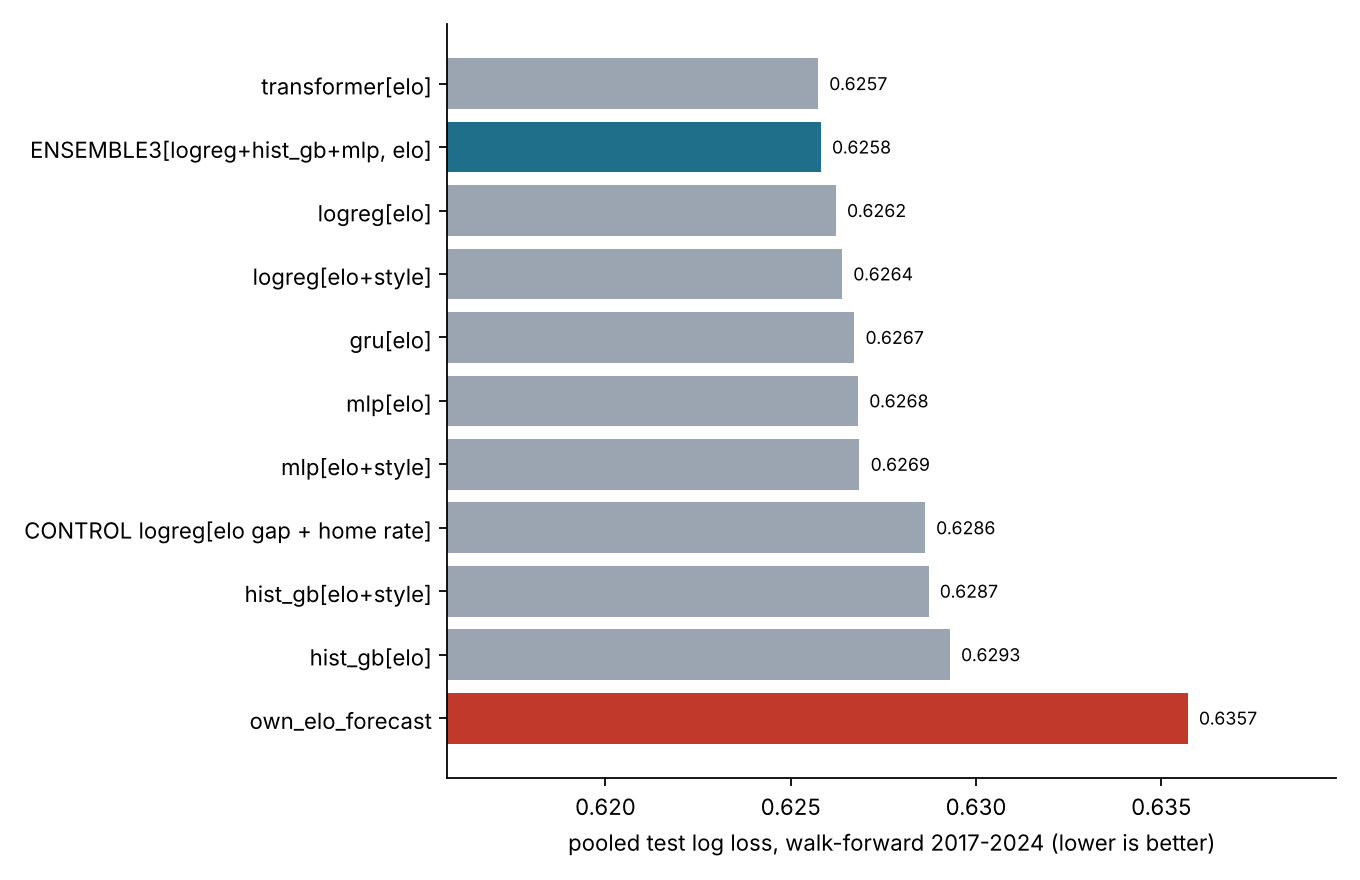 transformer[elo] 0.6257
ENSEMBLE3[logreg+hist_gb+mlp, elo] 0.6258
logreg[elo] 0.6262
logreg[elo+style] 0.6264
gru[elo] 0.6267
mlp[elo] 0.6268
mlp[elo+style] 0.6269
CONTROL logreg[elo gap + home rate] 0.6286
hist_gb[elo+style] 0.6287
hist_gb[elo] 0.6293
own_elo_forecast 0.6357
0.620 0.625 0.630 0.635
pooled test log loss, walk-forward 2017-2024 (lower is better)